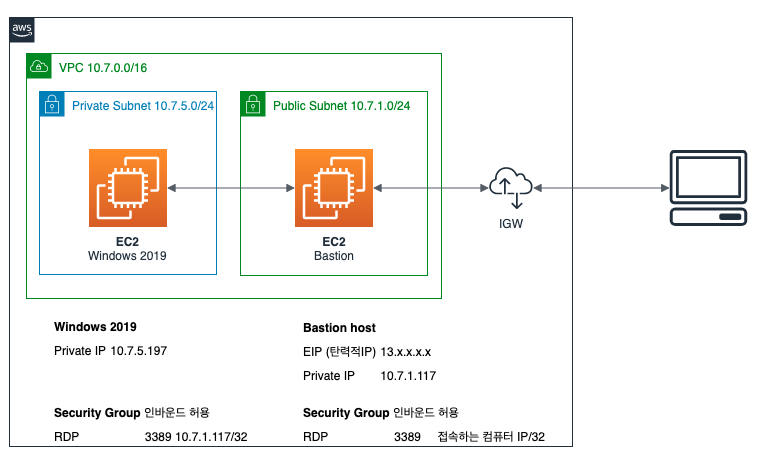 aws
VPC 10.7.0.0/16
Private Subnet 10.7.5.0/24
Public Subnet 10.7.1.0/24
EC2
Windows 2019
EC2
Bastion
IGW
Windows 2019
Private IP 10.7.5.197
Bastion host
EIP (탄력적IP) 13.x.x.x
Private IP 10.7.1.117
Security Group 인바운드 허용
RDP 3389 10.7.1.117/32
Security Group 인바운드 허용
RDP 3389 접속하는 컴퓨터 IP/32